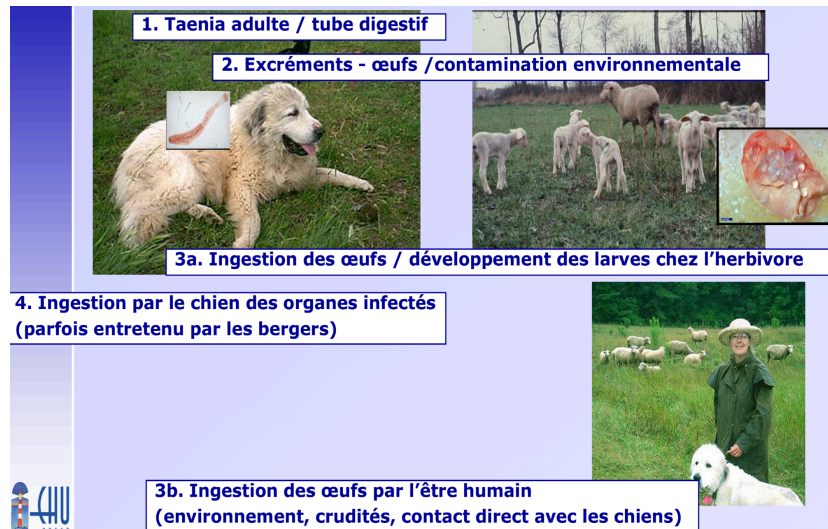 1. Taenia adulte / tube digestif
2. Excréments - œufs /contamination environnementale
3a. Ingestion des œufs / développement des larves chez l’herbivore
4. Ingestion par le chien des organes infectés
(parfois entretenu par les bergers)
3b. Ingestion des œufs par l’être humain
(environnement, crudités, contact direct avec les chiens)
CHU